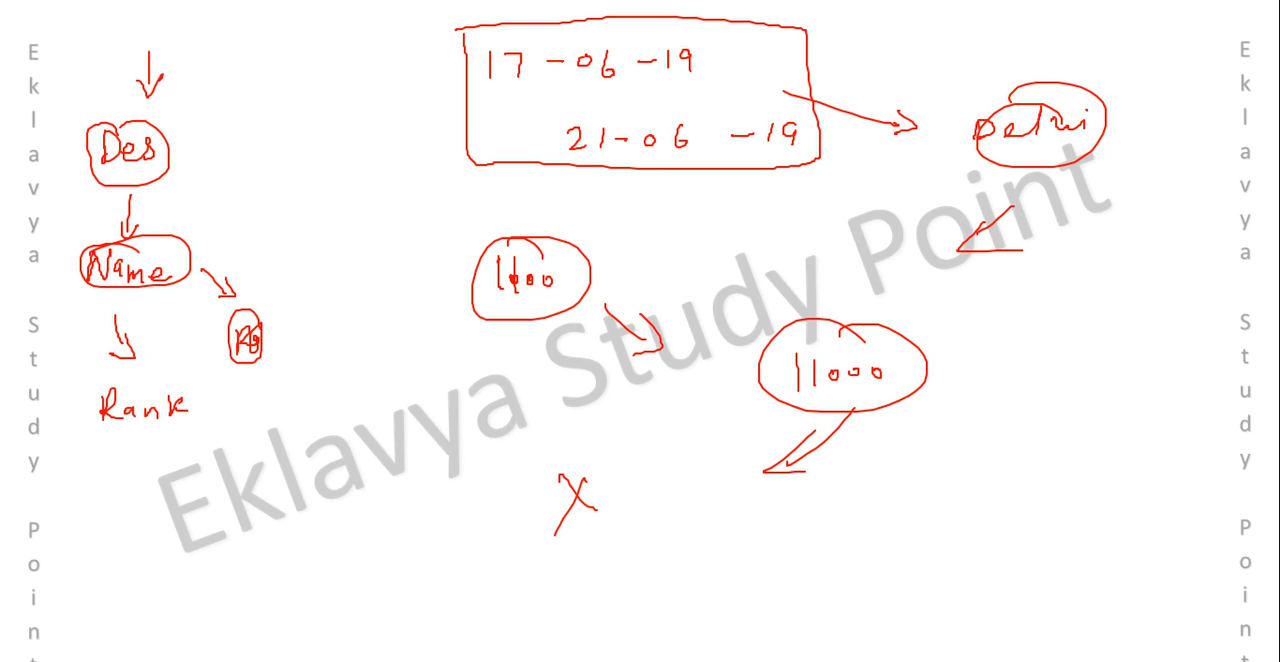 17 - 06 - 19
21 - 06 - 19
Delhi
Des
Name
Rank
11000
Eklavya Study Point
Eklavya Study Point
Eklavya Study Point